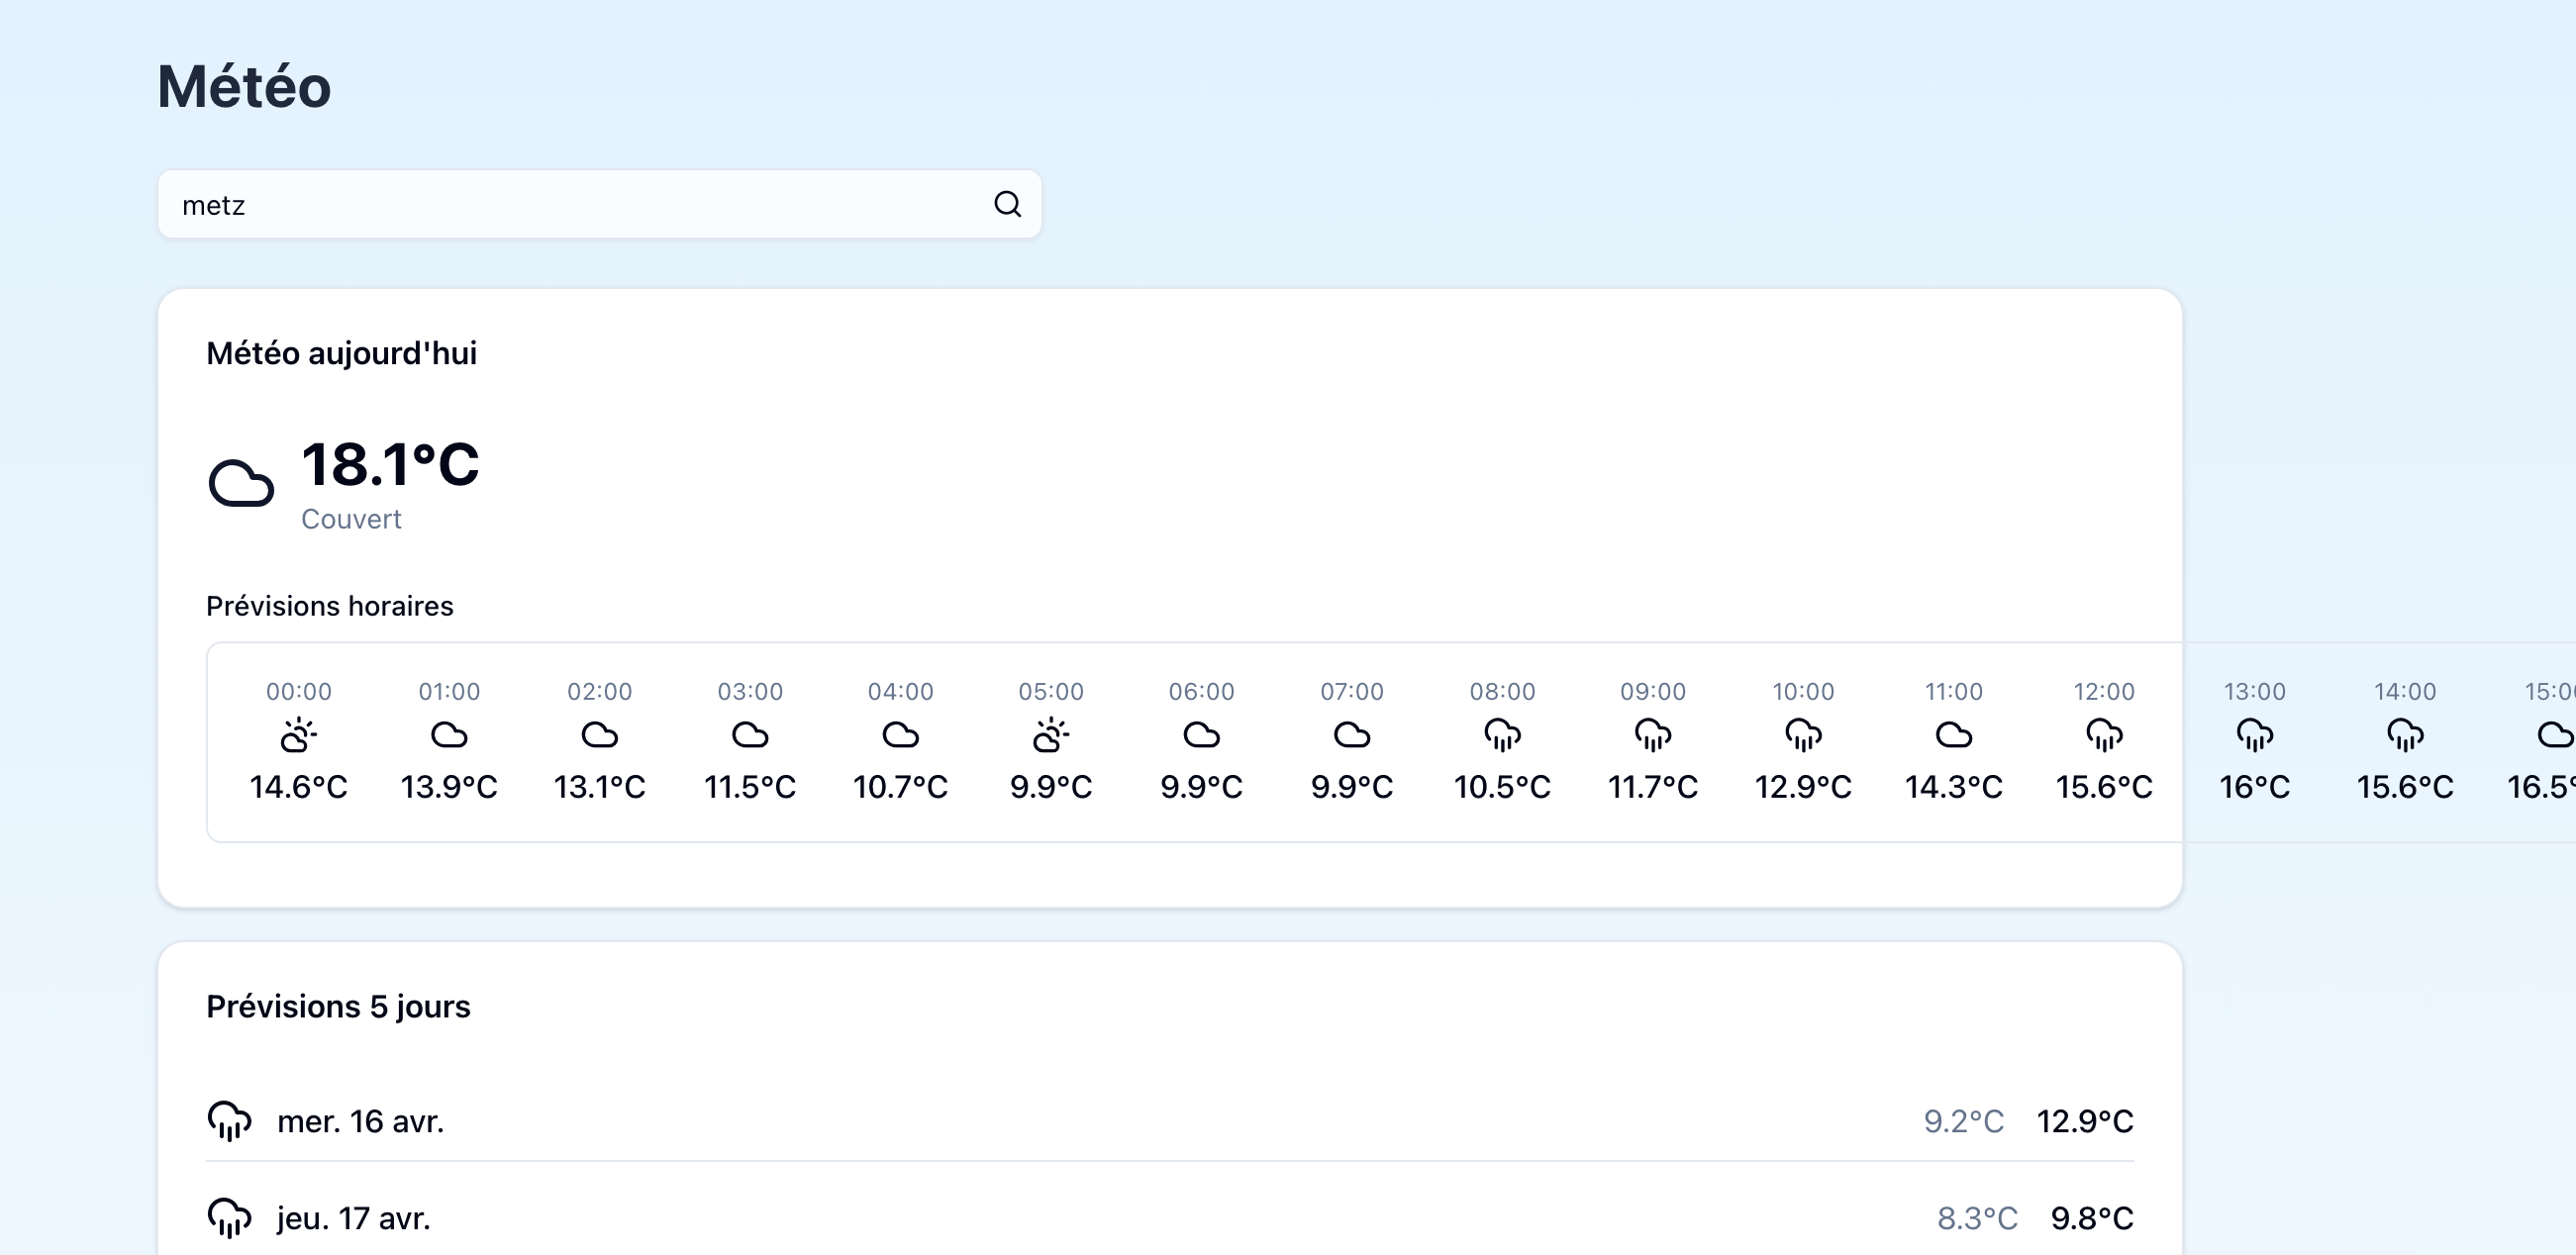 Météo
metz
Météo aujourd'hui
18.1°C
Couvert
Prévisions horaires
00:00 01:00 02:00 03:00 04:00 05:00 06:00 07:00 08:00 09:00 10:00 11:00 12:00 13:00 14:00
14.6°C 13.9°C 13.1°C 11.5°C 10.7°C 9.9°C 9.9°C 9.9°C 10.5°C 11.7°C 12.9°C 14.3°C 15.6°C 16°C 15.6°C 16.5°
Prévisions 5 jours
mer. 16 avr. 9.2°C 12.9°C
jeu. 17 avr. 8.3°C 9.8°C